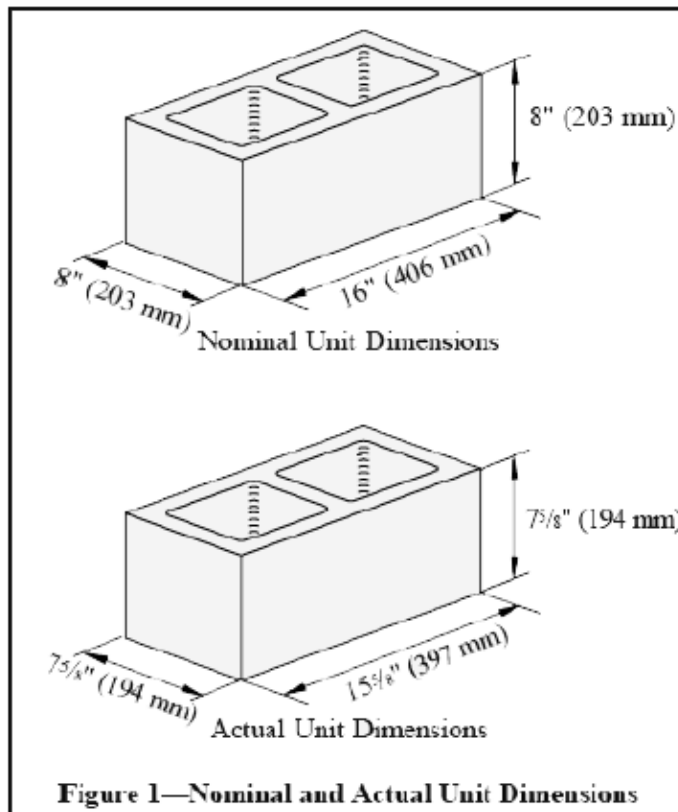 8" (203 mm)
8" (203 mm)
16" (406 mm)
Nominal Unit Dimensions
7⁵/₈" (194 mm)
7⁵/₈" (194 mm)
15⁵/₈" (397 mm)
Actual Unit Dimensions
Figure 1—Nominal and Actual Unit Dimensions